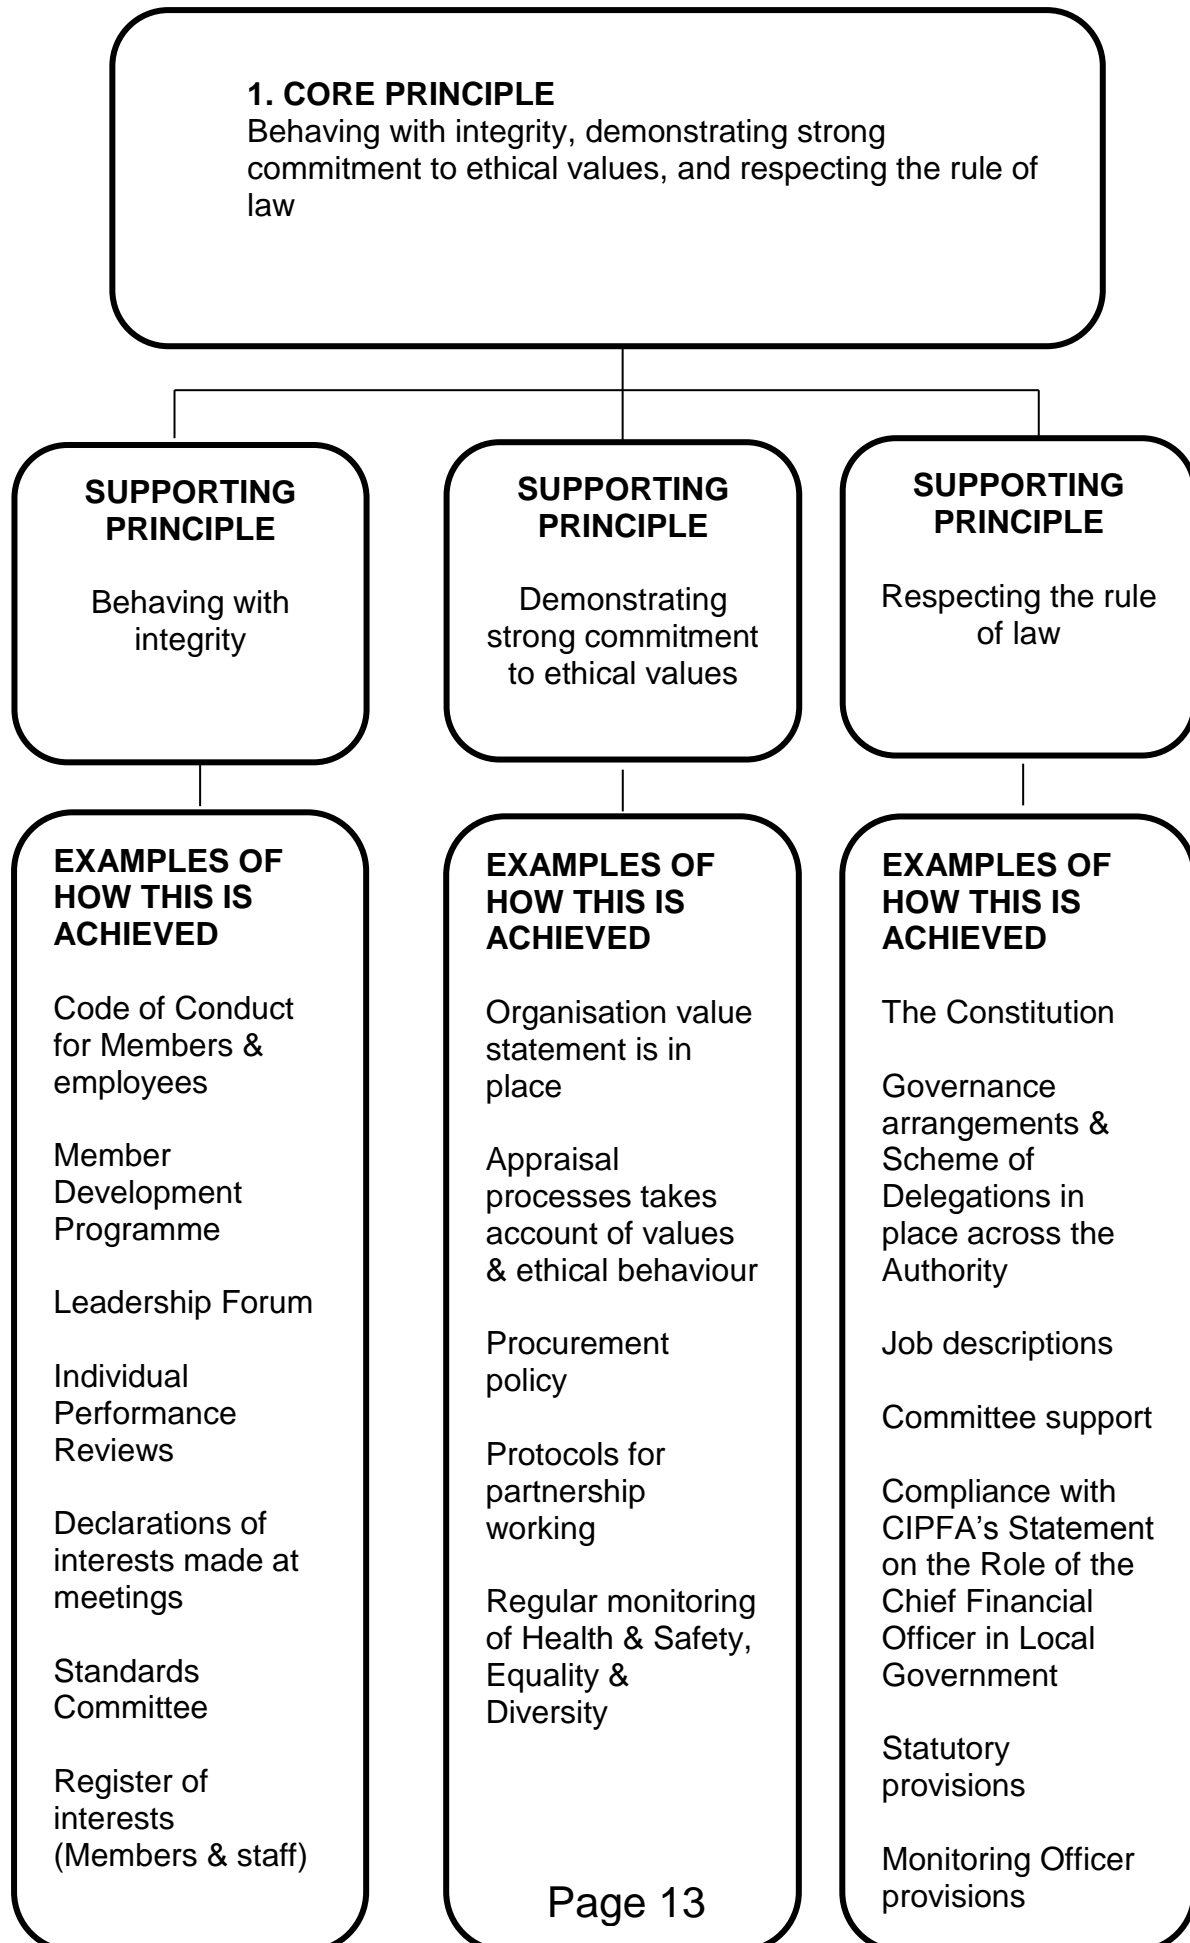 1. CORE PRINCIPLE
Behaving with integrity, demonstrating strong
commitment to ethical values, and respecting the rule of
law
SUPPORTING
PRINCIPLE
Behaving with
integrity
SUPPORTING
PRINCIPLE
Demonstrating
strong commitment
to ethical values
SUPPORTING
PRINCIPLE
Respecting the rule
of law
EXAMPLES OF
HOW THIS IS
ACHIEVED
Code of Conduct
for Members &
employees
Member
Development
Programme
Leadership Forum
Individual
Performance
Reviews
Declarations of
interests made at
meetings
Standards
Committee
Register of
interests
(Members & staff)
EXAMPLES OF
HOW THIS IS
ACHIEVED
Organisation value
statement is in
place
Appraisal
processes takes
account of values
& ethical behaviour
Procurement
policy
Protocols for
partnership
working
Regular monitoring
of Health & Safety,
Equality &
Diversity
EXAMPLES OF
HOW THIS IS
ACHIEVED
The Constitution
Governance
arrangements &
Scheme of
Delegations in
place across the
Authority
Job descriptions
Committee support
Compliance with
CIPFA's Statement
on the Role of the
Chief Financial
Officer in Local
Government
Statutory
provisions
Monitoring Officer
provisions
Page 13